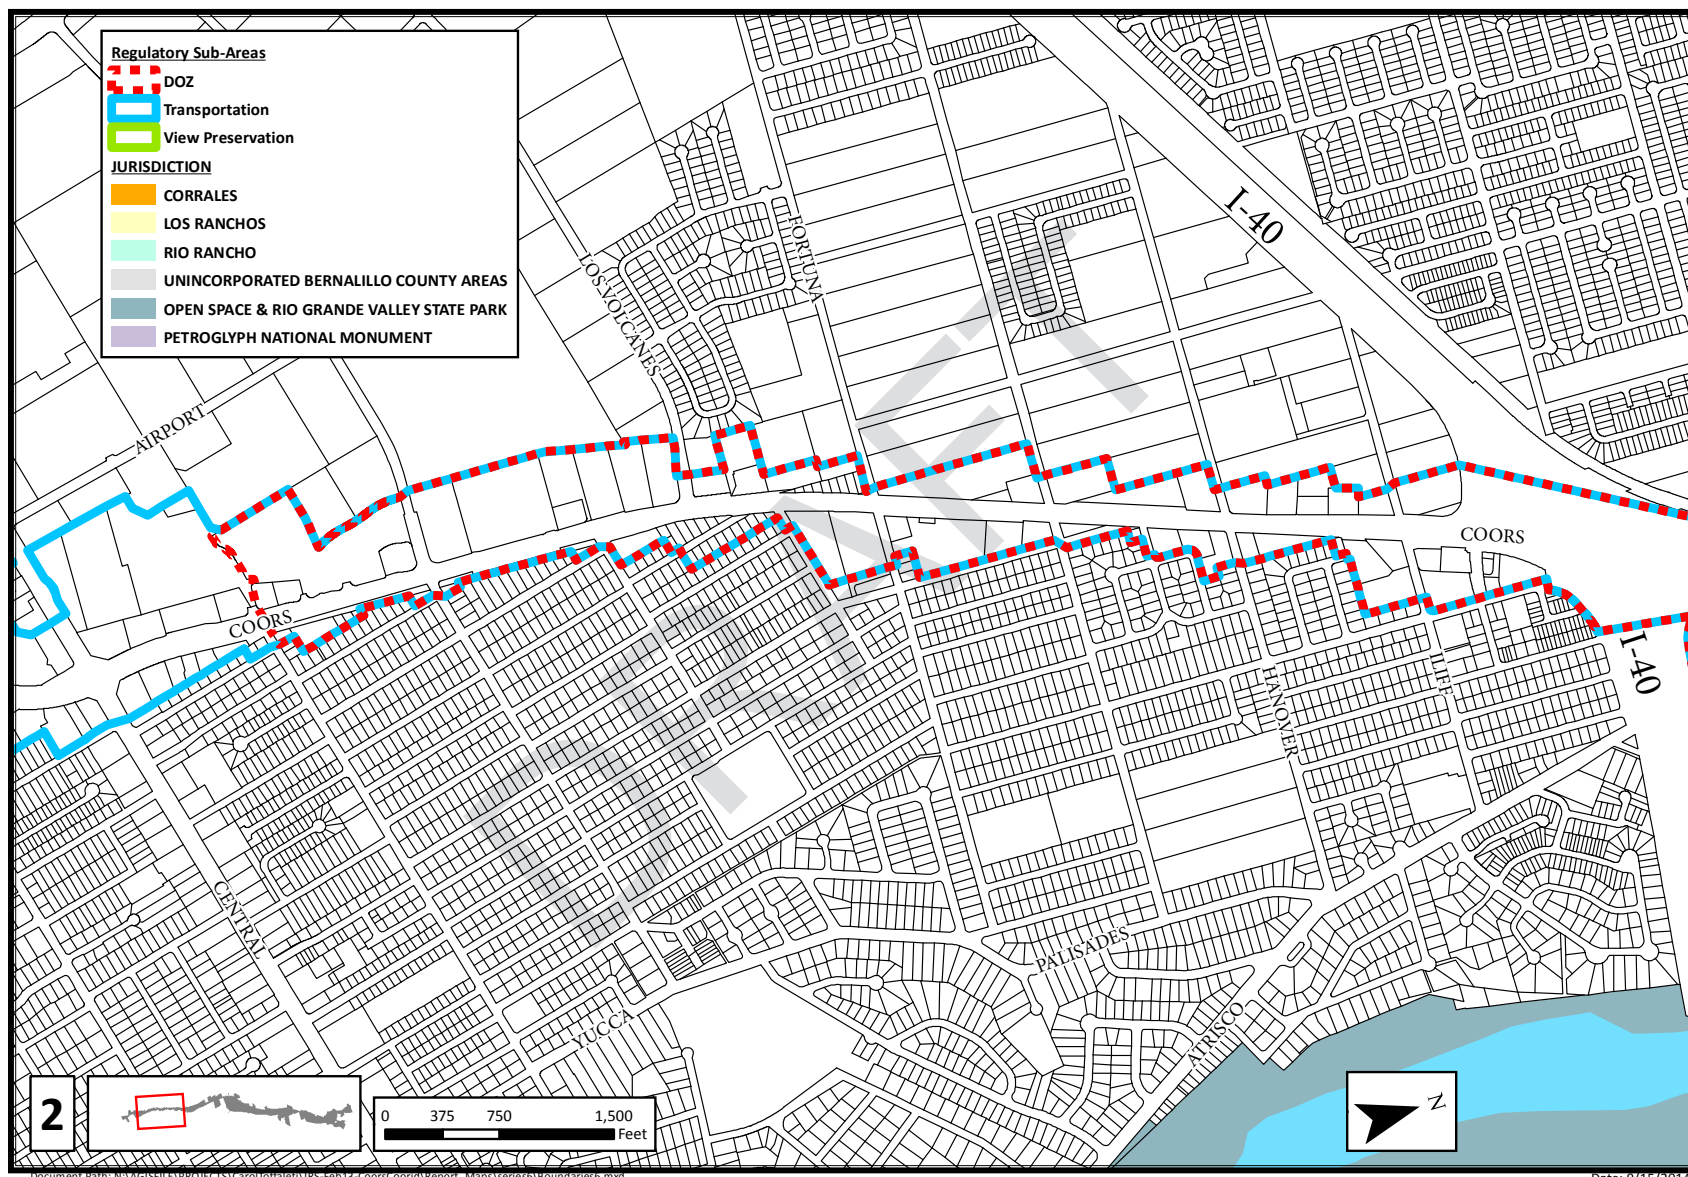 Regulatory Sub-Areas
DOZ
Transportation
View Preservation
JURISDICTION
CORRALES
LOS RANCHOS
RIO RANCHO
UNINCORPORATED BERNALILLO COUNTY AREAS
OPEN SPACE & RIO GRANDE VALLEY STATE PARK
PETROGLYPH NATIONAL MONUMENT
I-40
FORTUNA
LOS VOLCANES
AIRPORT
COORS
COORS
I-40
ILIFF
HANOVER
CENTRAL
PALISADES
YUCCA
ATRISCO
DRAFT
2
0 375 750 1,500
Feet
N